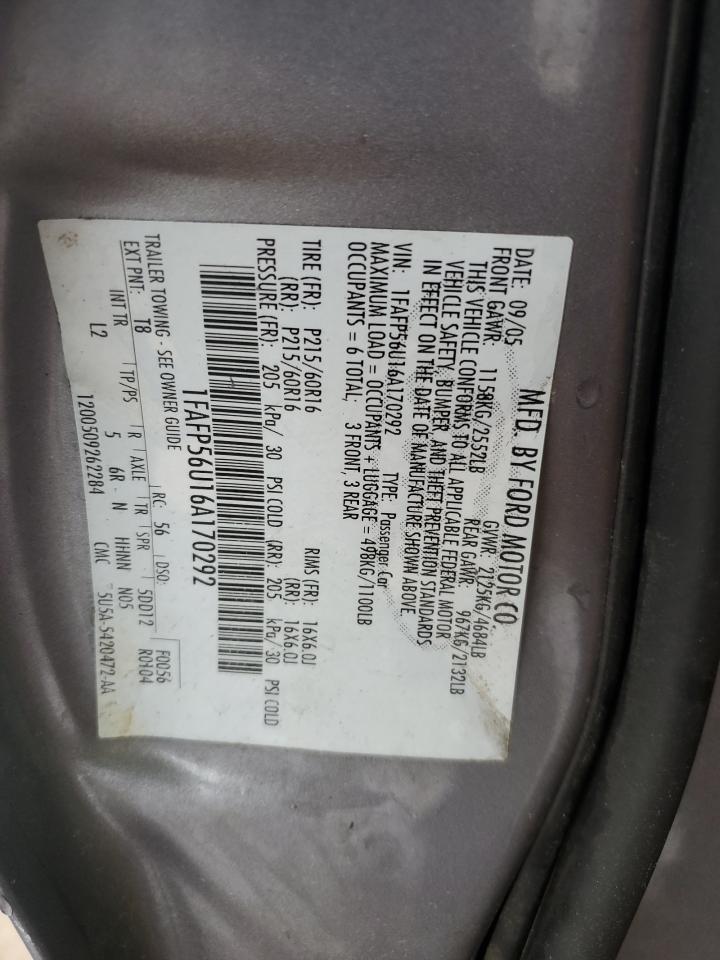 MFD. BY FORD MOTOR CO
DATE: 09/05 GVWR: 2125KG/4684LB
FRONT GAWR: 1158KG/2552LB REAR GAWR: 967KG/2132LB
THIS VEHICLE CONFORMS TO ALL APPLICABLE FEDERAL MOTOR
VEHICLE SAFETY, BUMPER, AND THEFT PREVENTION STANDARDS
IN EFFECT ON THE DATE OF MANUFACTURE SHOWN ABOVE.
VIN: 1FAFP56U16A170292 TYPE: Passenger Car
MAXIMUM LOAD = OCCUPANTS + LUGGAGE = 498KG/1100LB
OCCUPANTS = 6 TOTAL, 3 FRONT, 3 REAR
TIRE (FR): P215/60R16 RIMS (FR): 16X6.0J
(RR): P215/60R16 (RR): 16X6.0J
PRESSURE (FR): 205 kPa/ 30 PSI COLD (RR): 205 kPa/30 PSI COLD
1FAFP56U16A170292
TRAILER TOWING - SEE OWNER GUIDE
EXT PNT: T8 RC: 56 DSO: F0056
R0104
INT TR TP/PS R AXLE TR SPR 5DD12
L2 5 6R- N HHNN N05
1200509262284 CMC 5U5A-5420472-AA